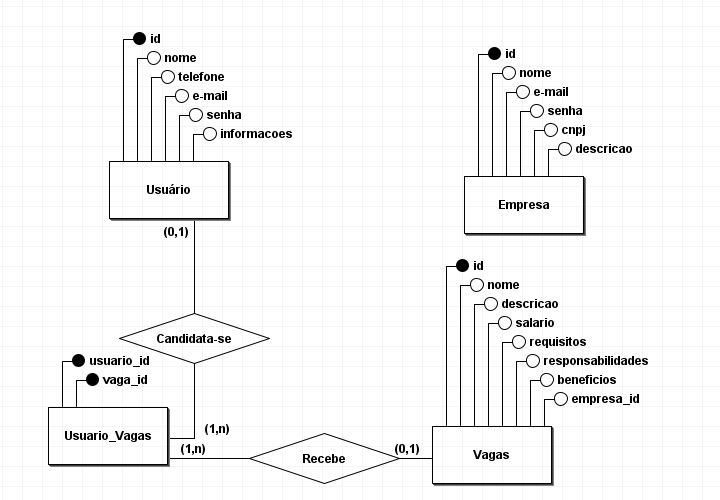 id
nome
telefone
e-mail
senha
informacoes
Usuário
(0,1)
id
nome
e-mail
senha
cnpj
descricao
Empresa
Candidata-se
usuario_id
vaga_id
Usuario_Vagas
(1,n)
(1,n)
Recebe
(0,1)
id
nome
descricao
salario
requisitos
responsabilidades
beneficios
empresa_id
Vagas